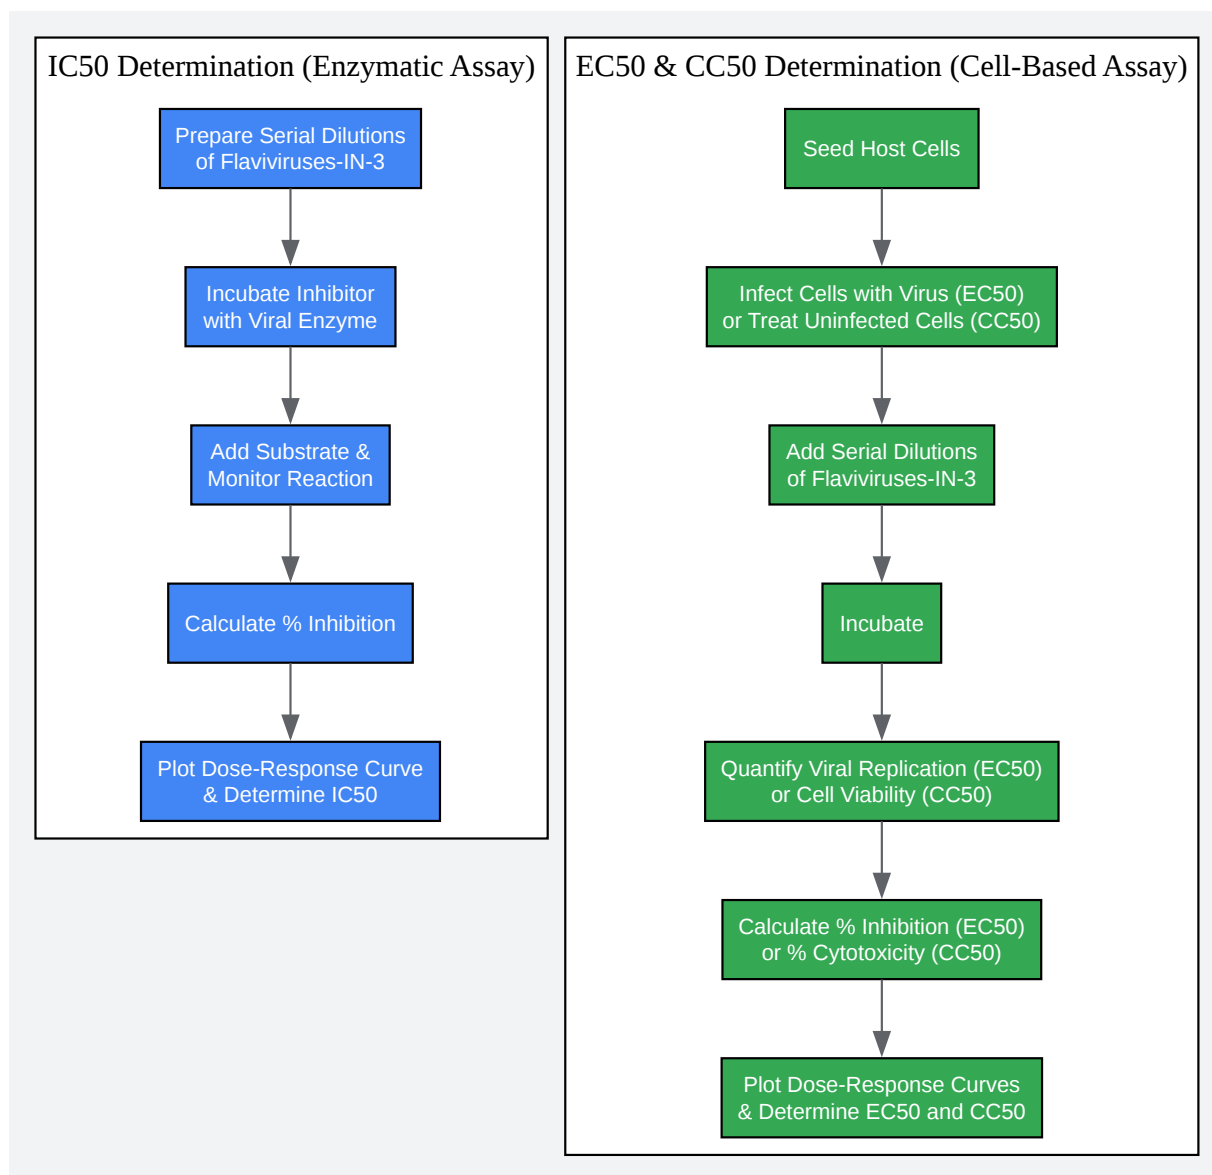 IC50 Determination (Enzymatic Assay)
Prepare Serial Dilutions
of Flaviviruses-IN-3
Incubate Inhibitor
with Viral Enzyme
Add Substrate &
Monitor Reaction
Calculate % Inhibition
Plot Dose-Response Curve
& Determine IC50
EC50 & CC50 Determination (Cell-Based Assay)
Seed Host Cells
Infect Cells with Virus (EC50)
or Treat Uninfected Cells (CC50)
Add Serial Dilutions
of Flaviviruses-IN-3
Incubate
Quantify Viral Replication (EC50)
or Cell Viability (CC50)
Calculate % Inhibition (EC50)
or % Cytotoxicity (CC50)
Plot Dose-Response Curves
& Determine EC50 and CC50